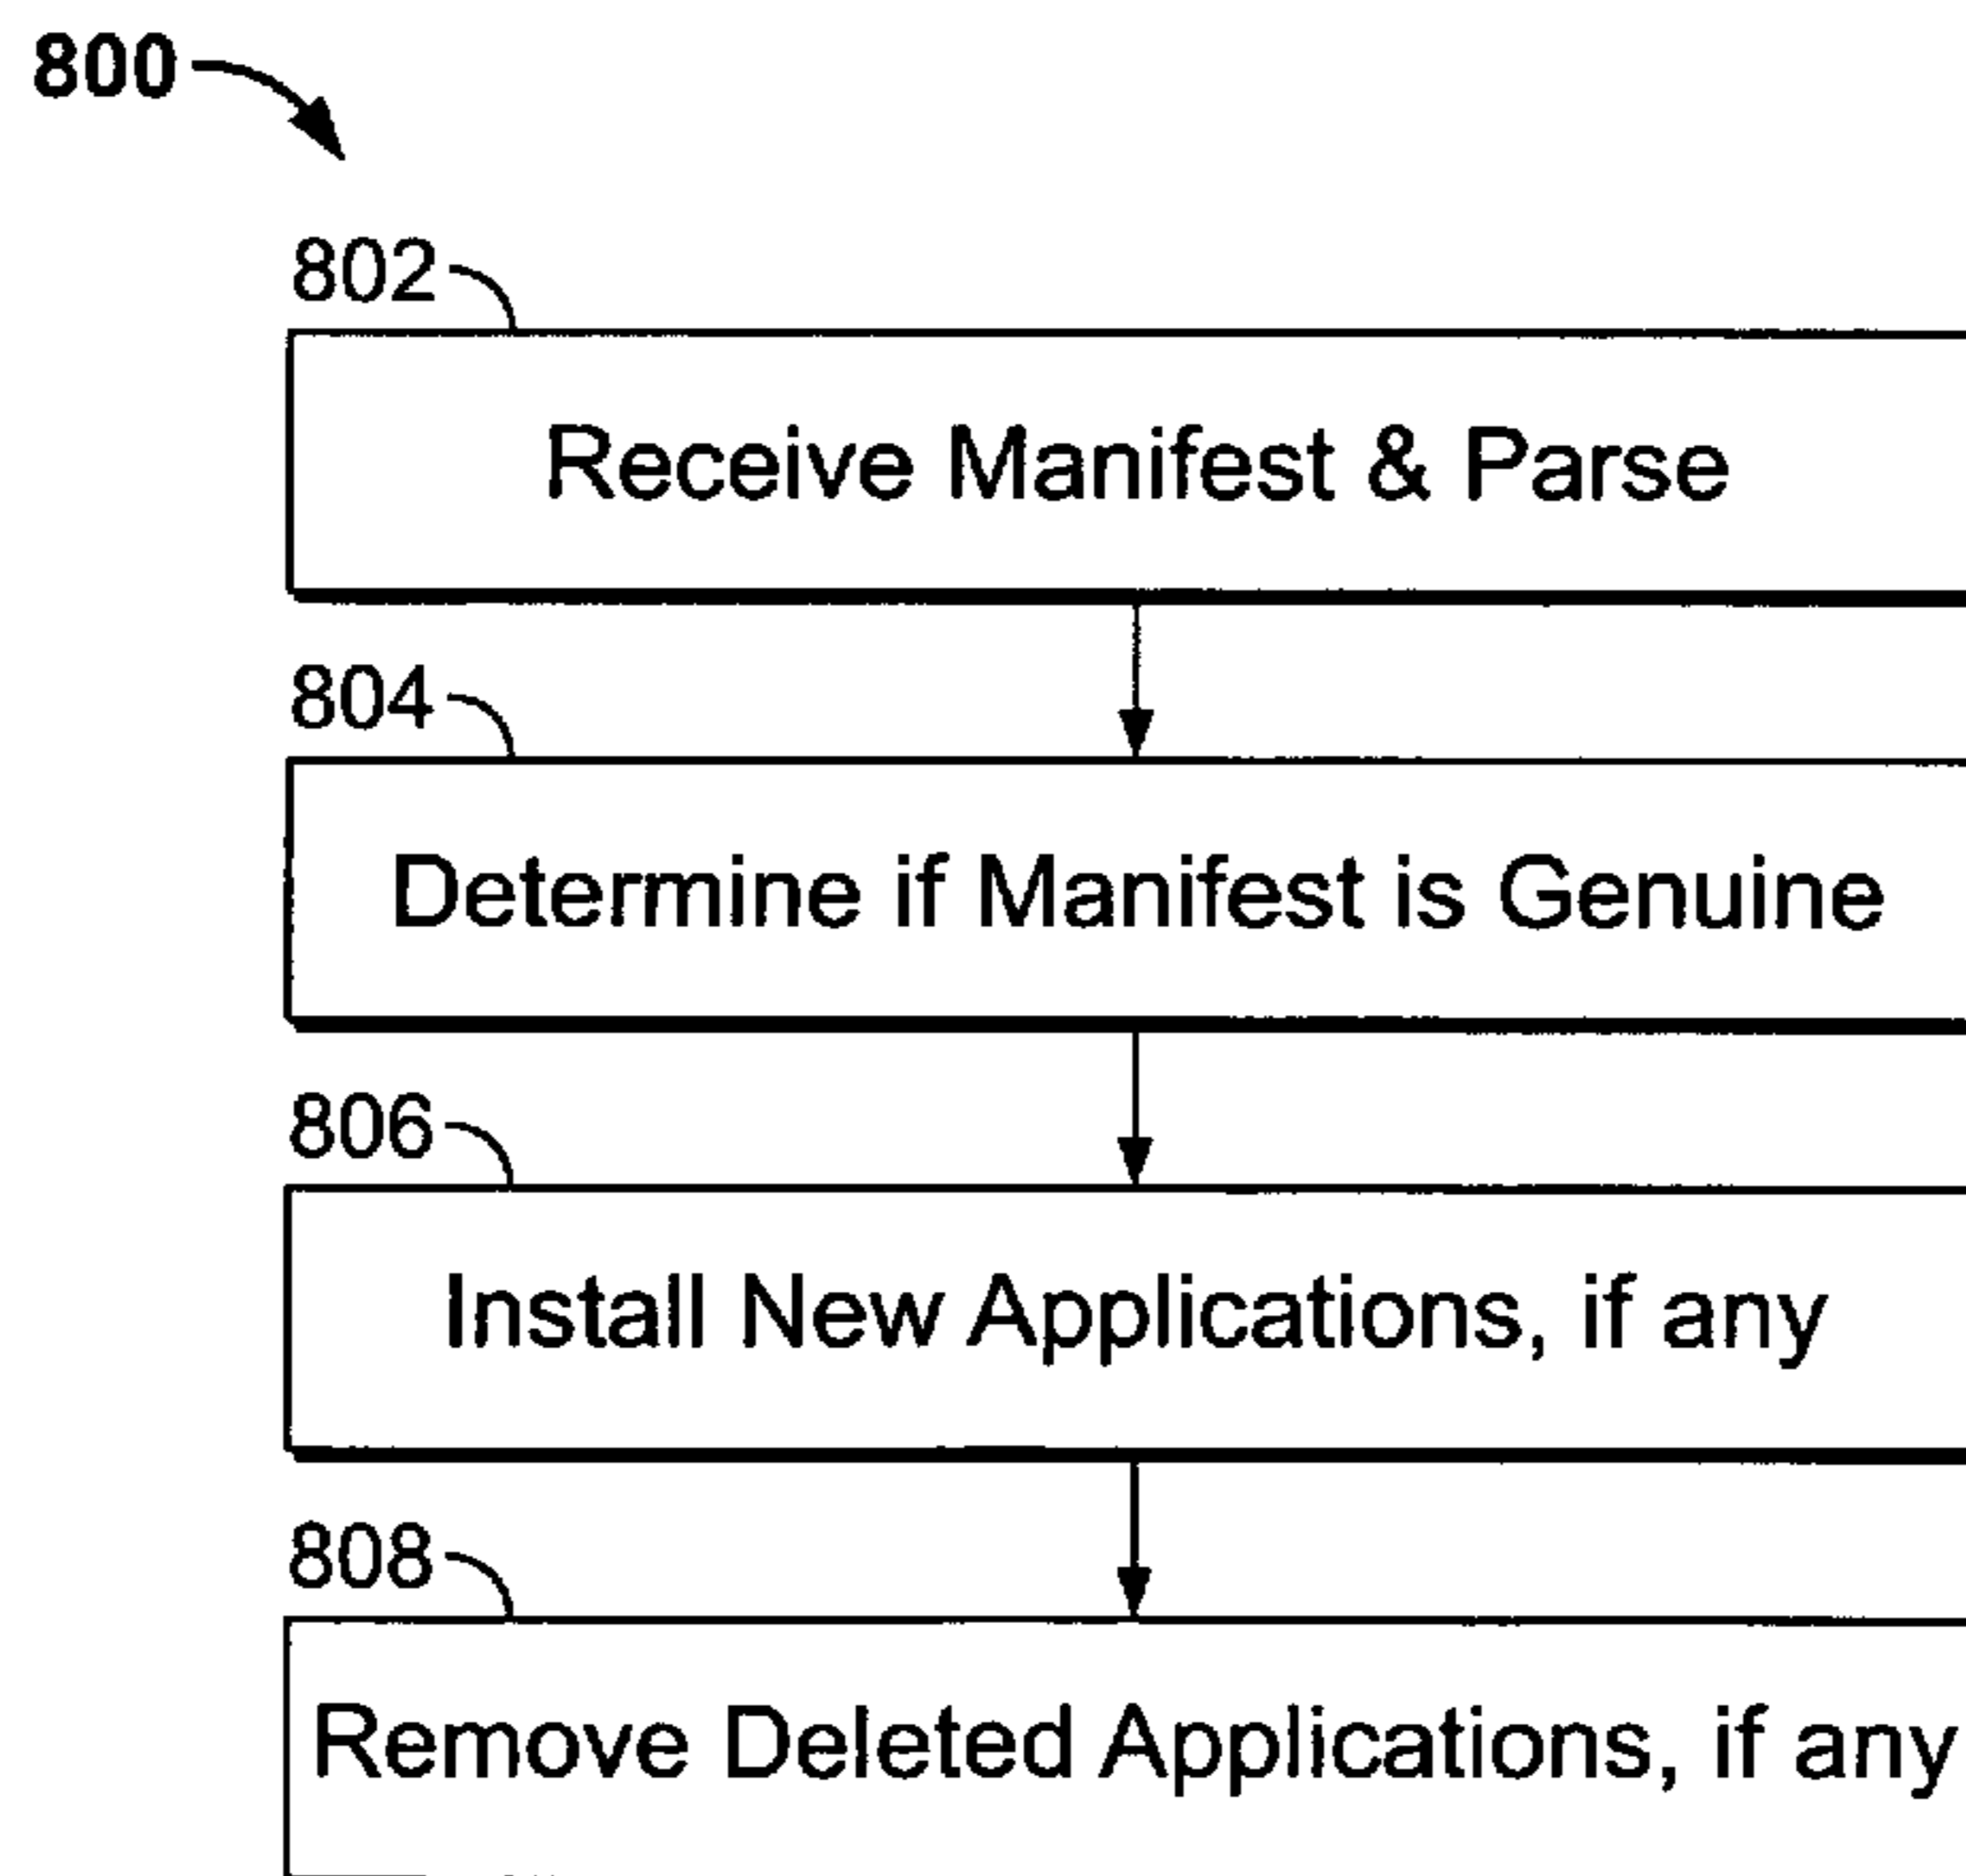 800
802
Receive Manifest & Parse
804
Determine if Manifest is Genuine
806
Install New Applications, if any
808
Remove Deleted Applications, if any